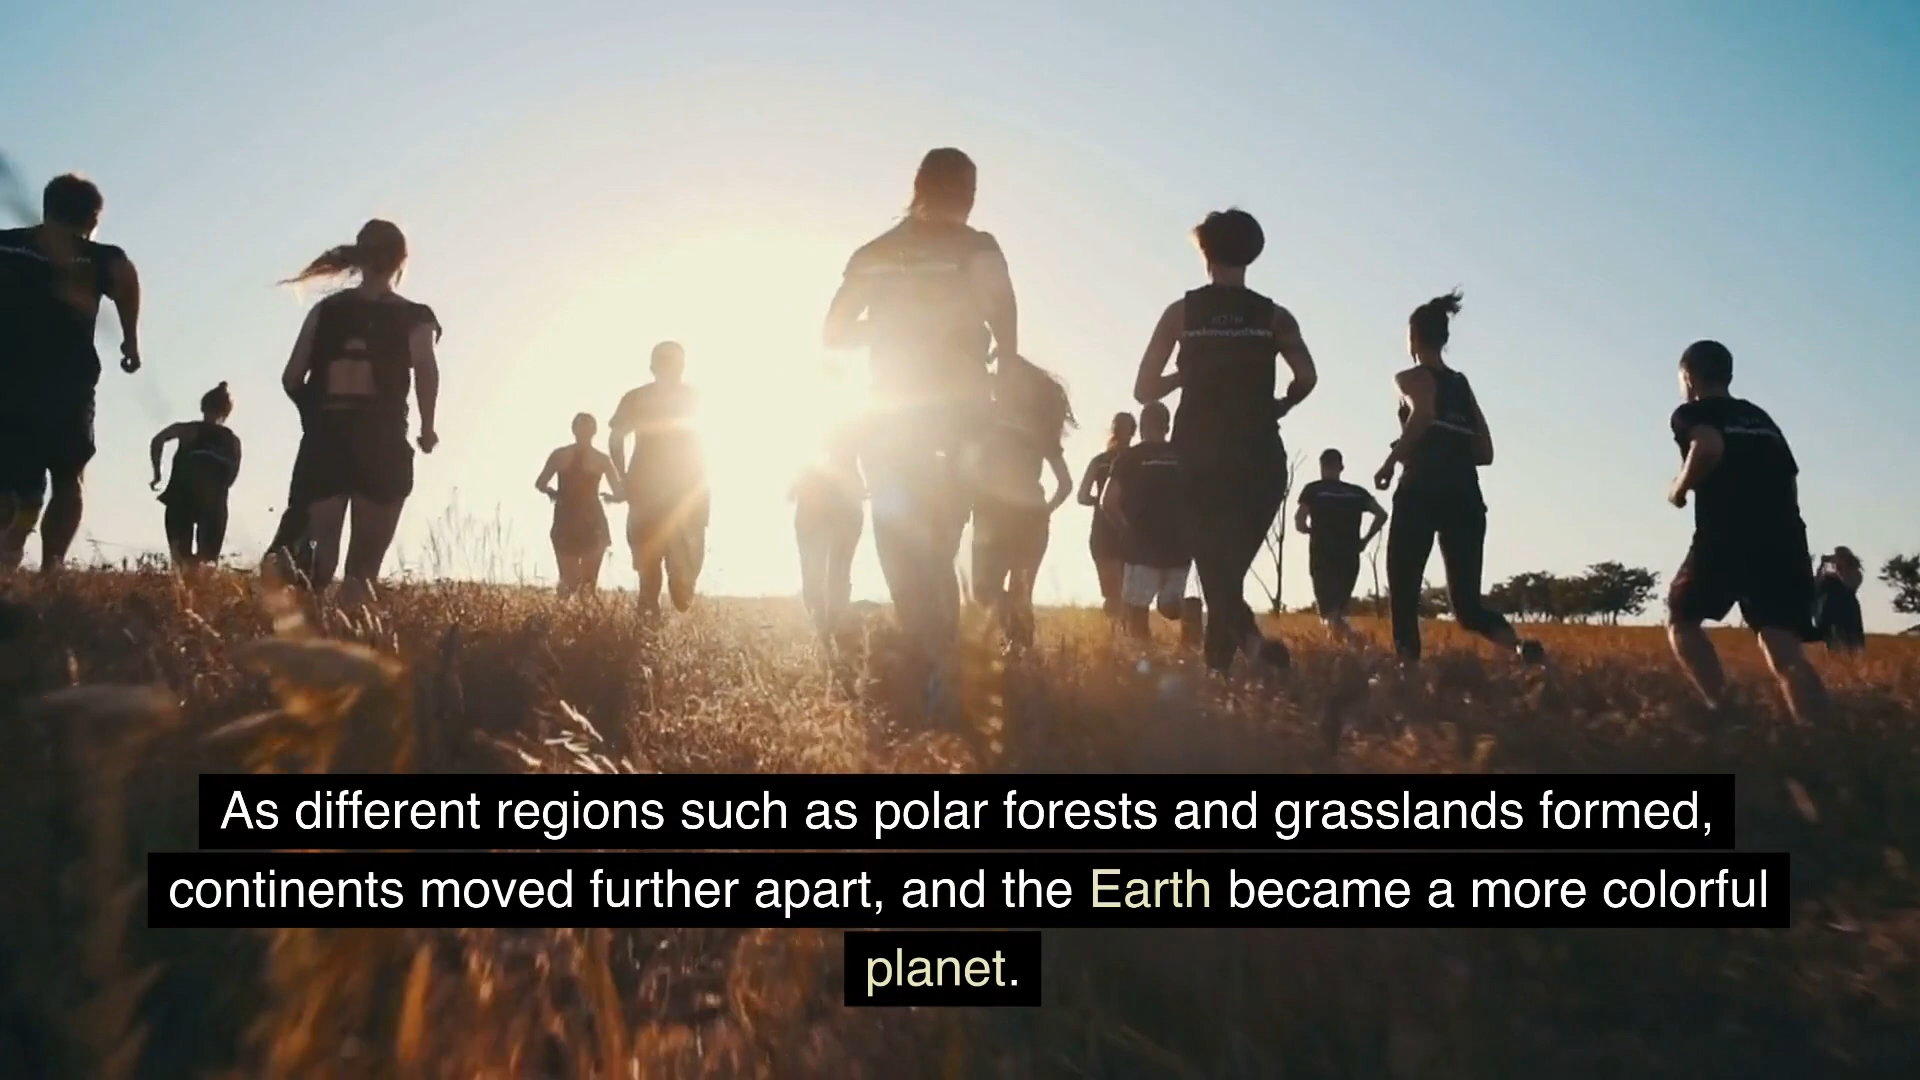 As different regions such as polar forests and grasslands formed,
continents moved further apart, and the Earth became a more colorful
planet.